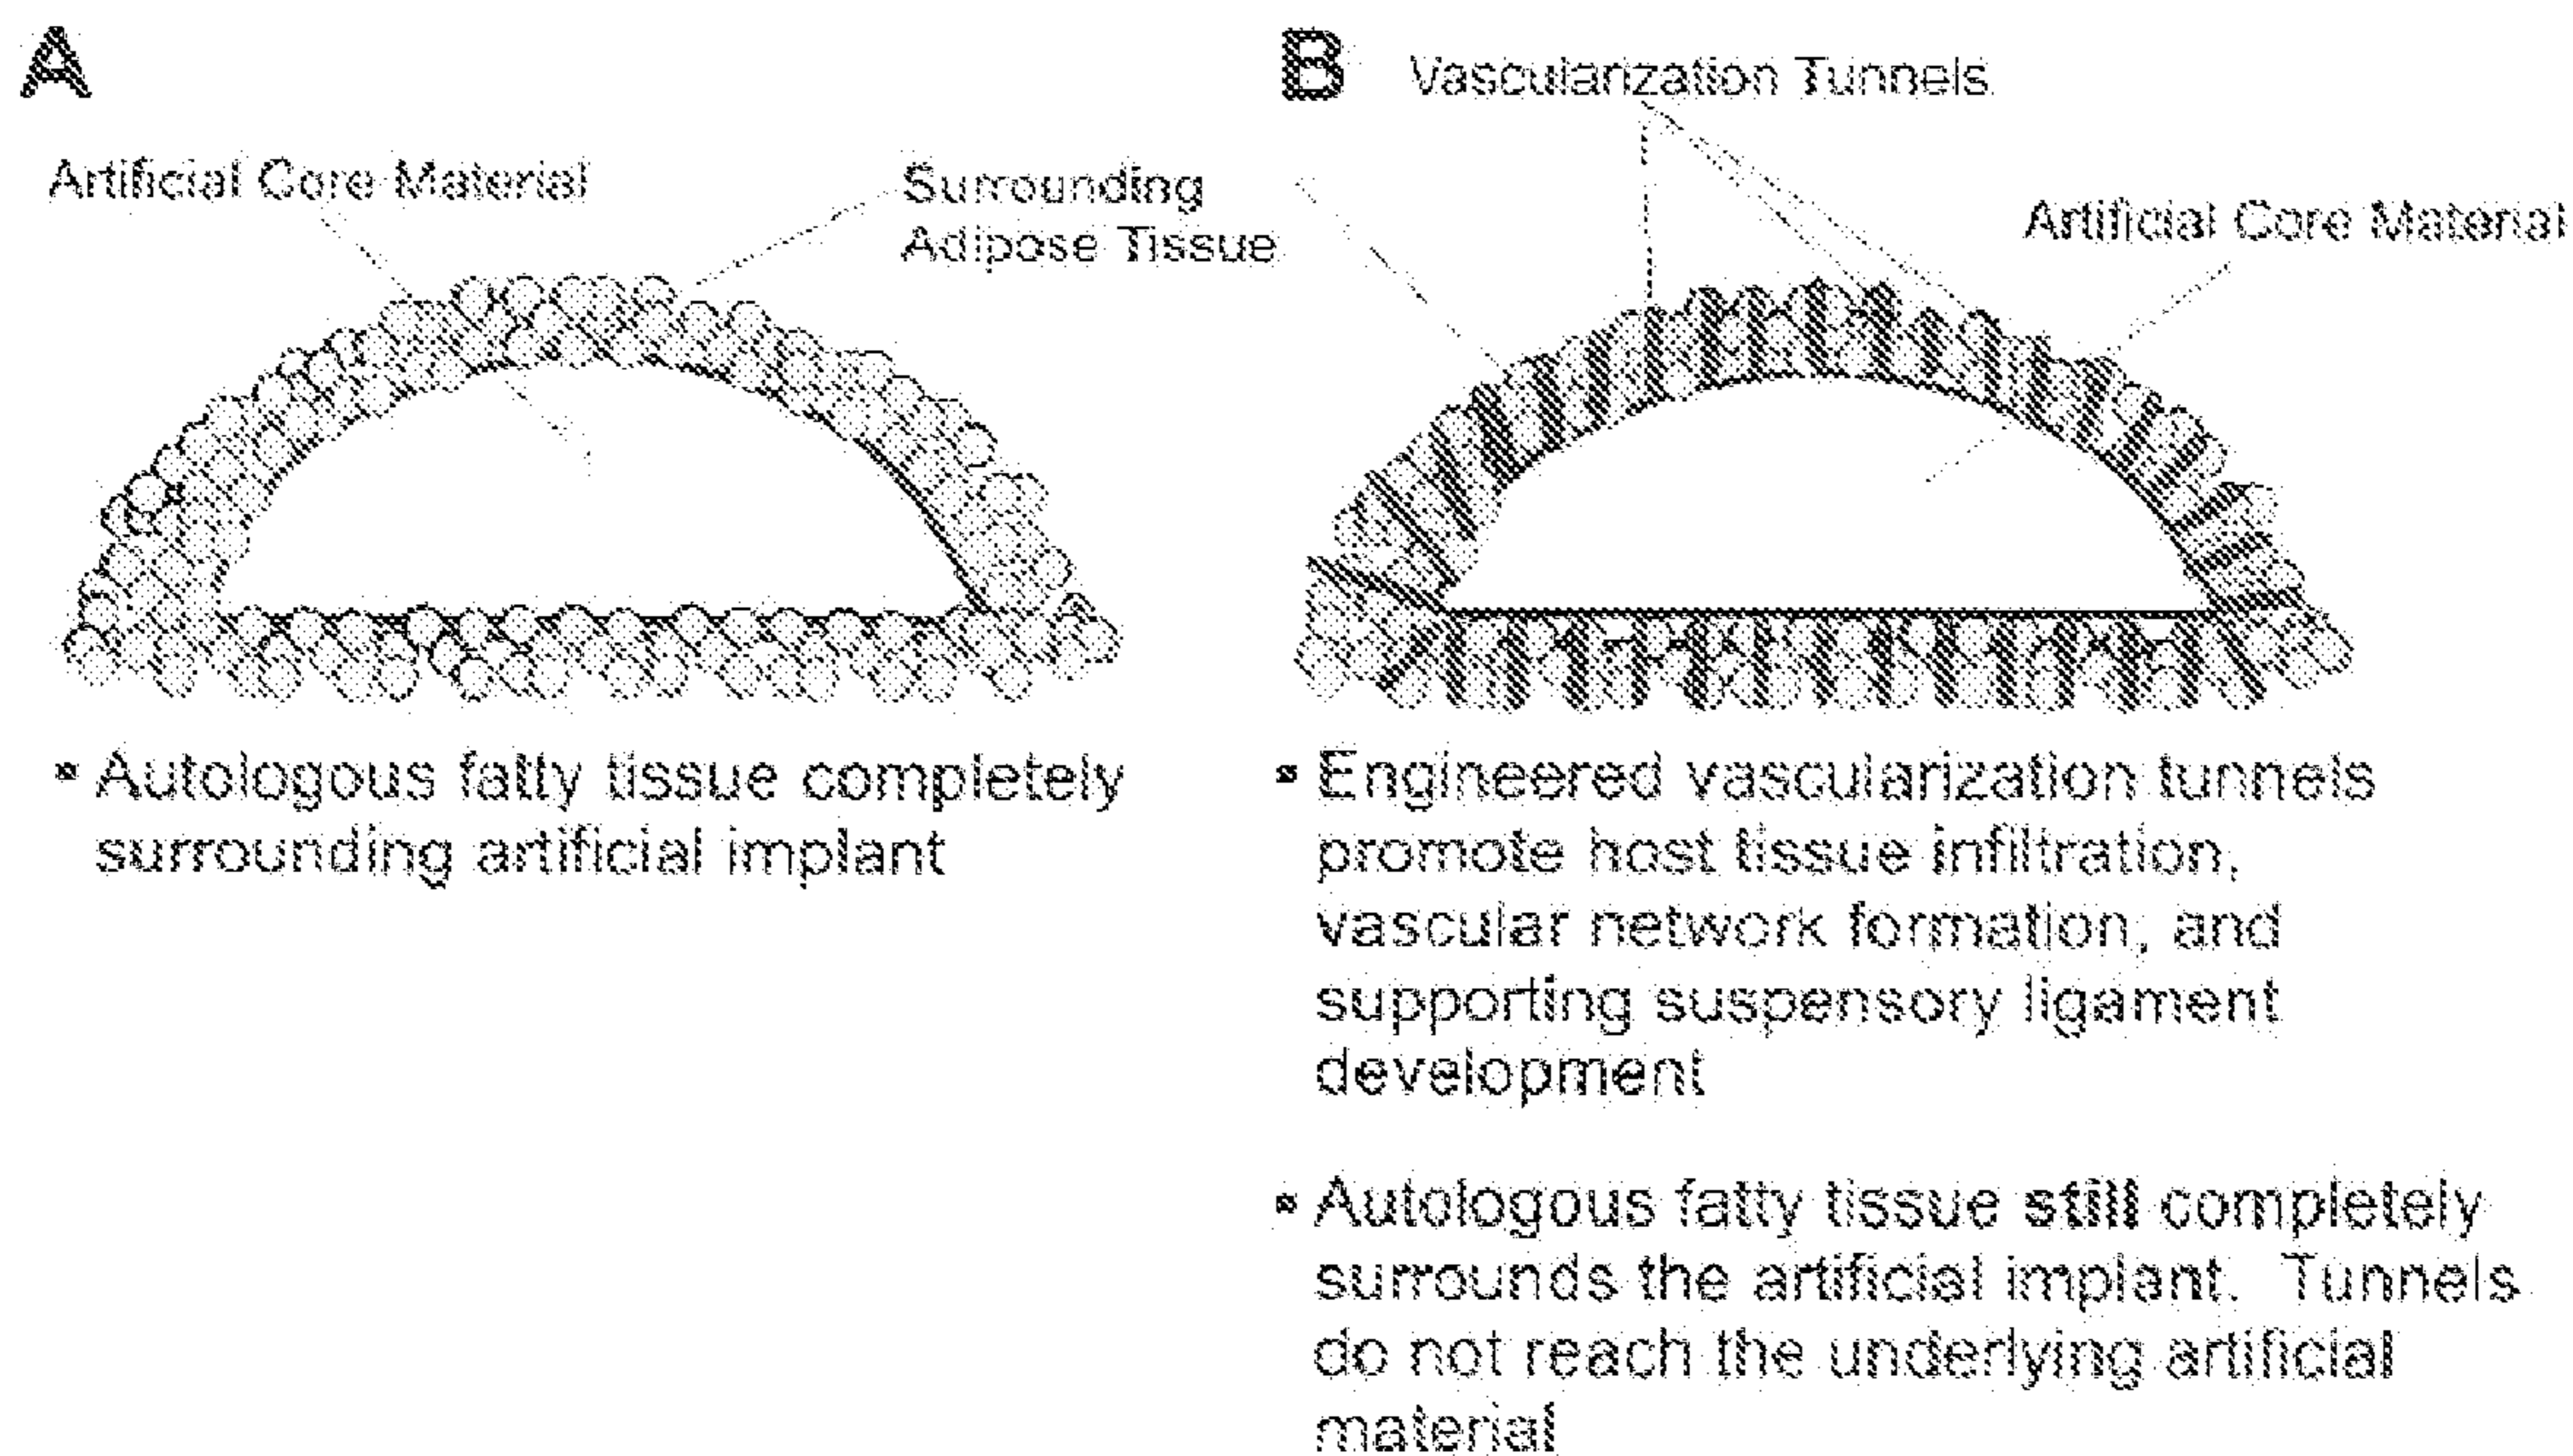 A
Artificial Core Material
Surrounding
Adipose Tissue
▪ Autologous fatty tissue completely
surrounding artificial implant
B
Vascularization Tunnels
Artificial Core Material
▪ Engineered vascularization tunnels
promote host tissue infiltration,
vascular network formation, and
supporting suspensory ligament
development
▪ Autologous fatty tissue still completely
surrounds the artificial implant. Tunnels
do not reach the underlying artificial
material